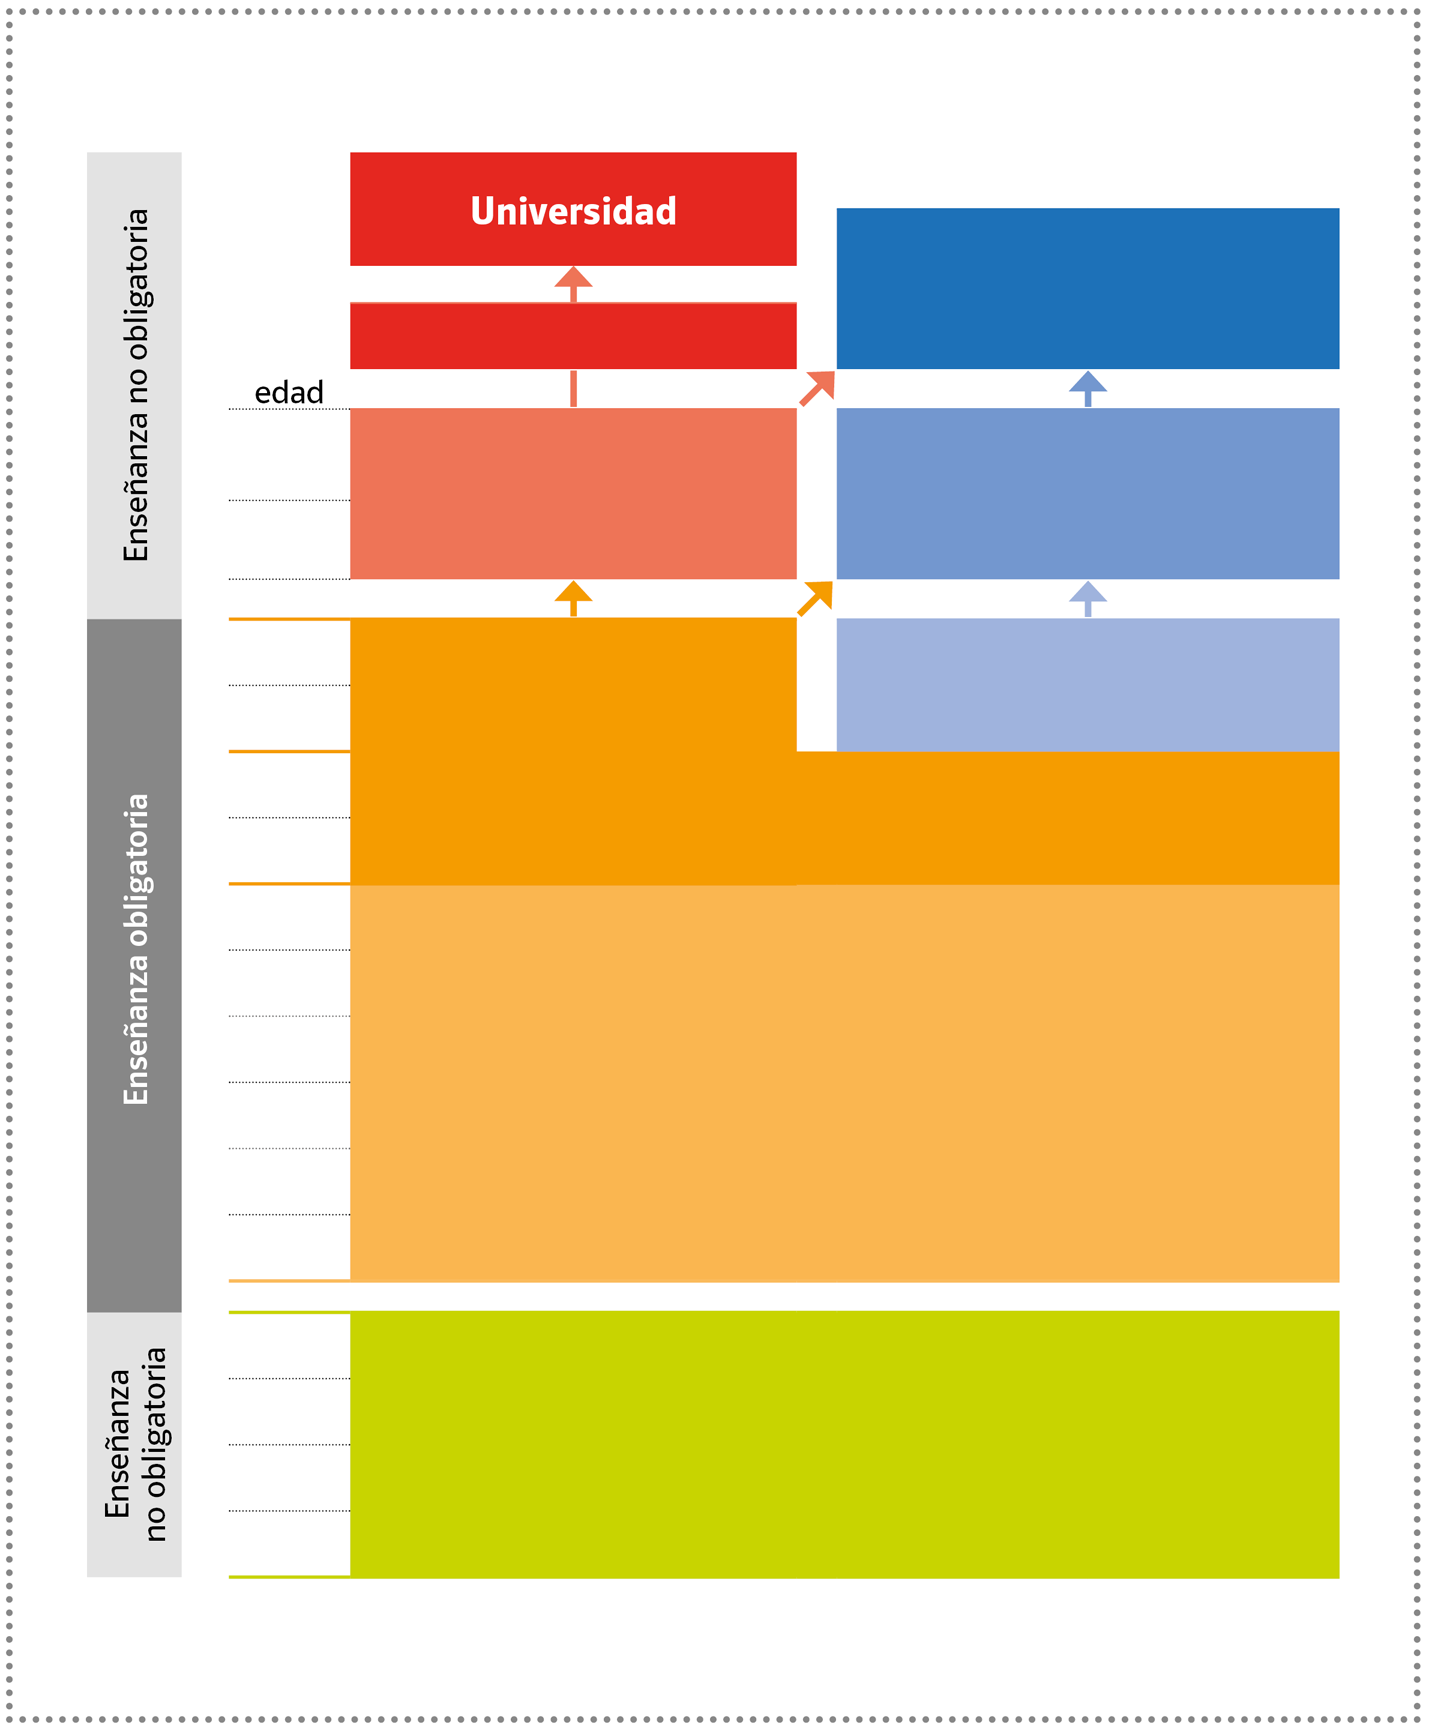 Universidad
Enseñanza no obligatoria
edad
Enseñanza obligatoria
Enseñanza
no obligatoria